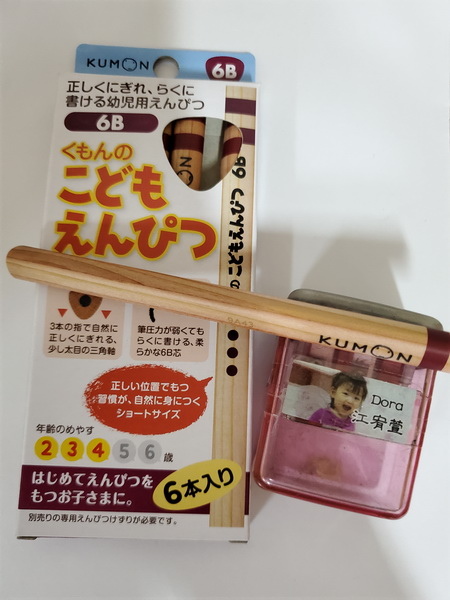 KUMON
6B
正しくにぎれ、らくに
書ける幼児用えんぴつ
6B
くもんの
こども
えんぴつ
の こどもえんぴつ 6B
KUMON
3本の指で自然に
正しくにぎれる、
少し太目の三角軸
筆圧力が弱くても
らくに書ける、柔
らかな6B芯
正しい位置でもつ
習慣が、自然に身につく
ショートサイズ
年齢のめやす
2 3 4 5 6 歳
はじめてえんぴつを
もつお子さまに。
6本入り
別売りの専用えんぴつけずりが必要です。
Dora
江宥萱